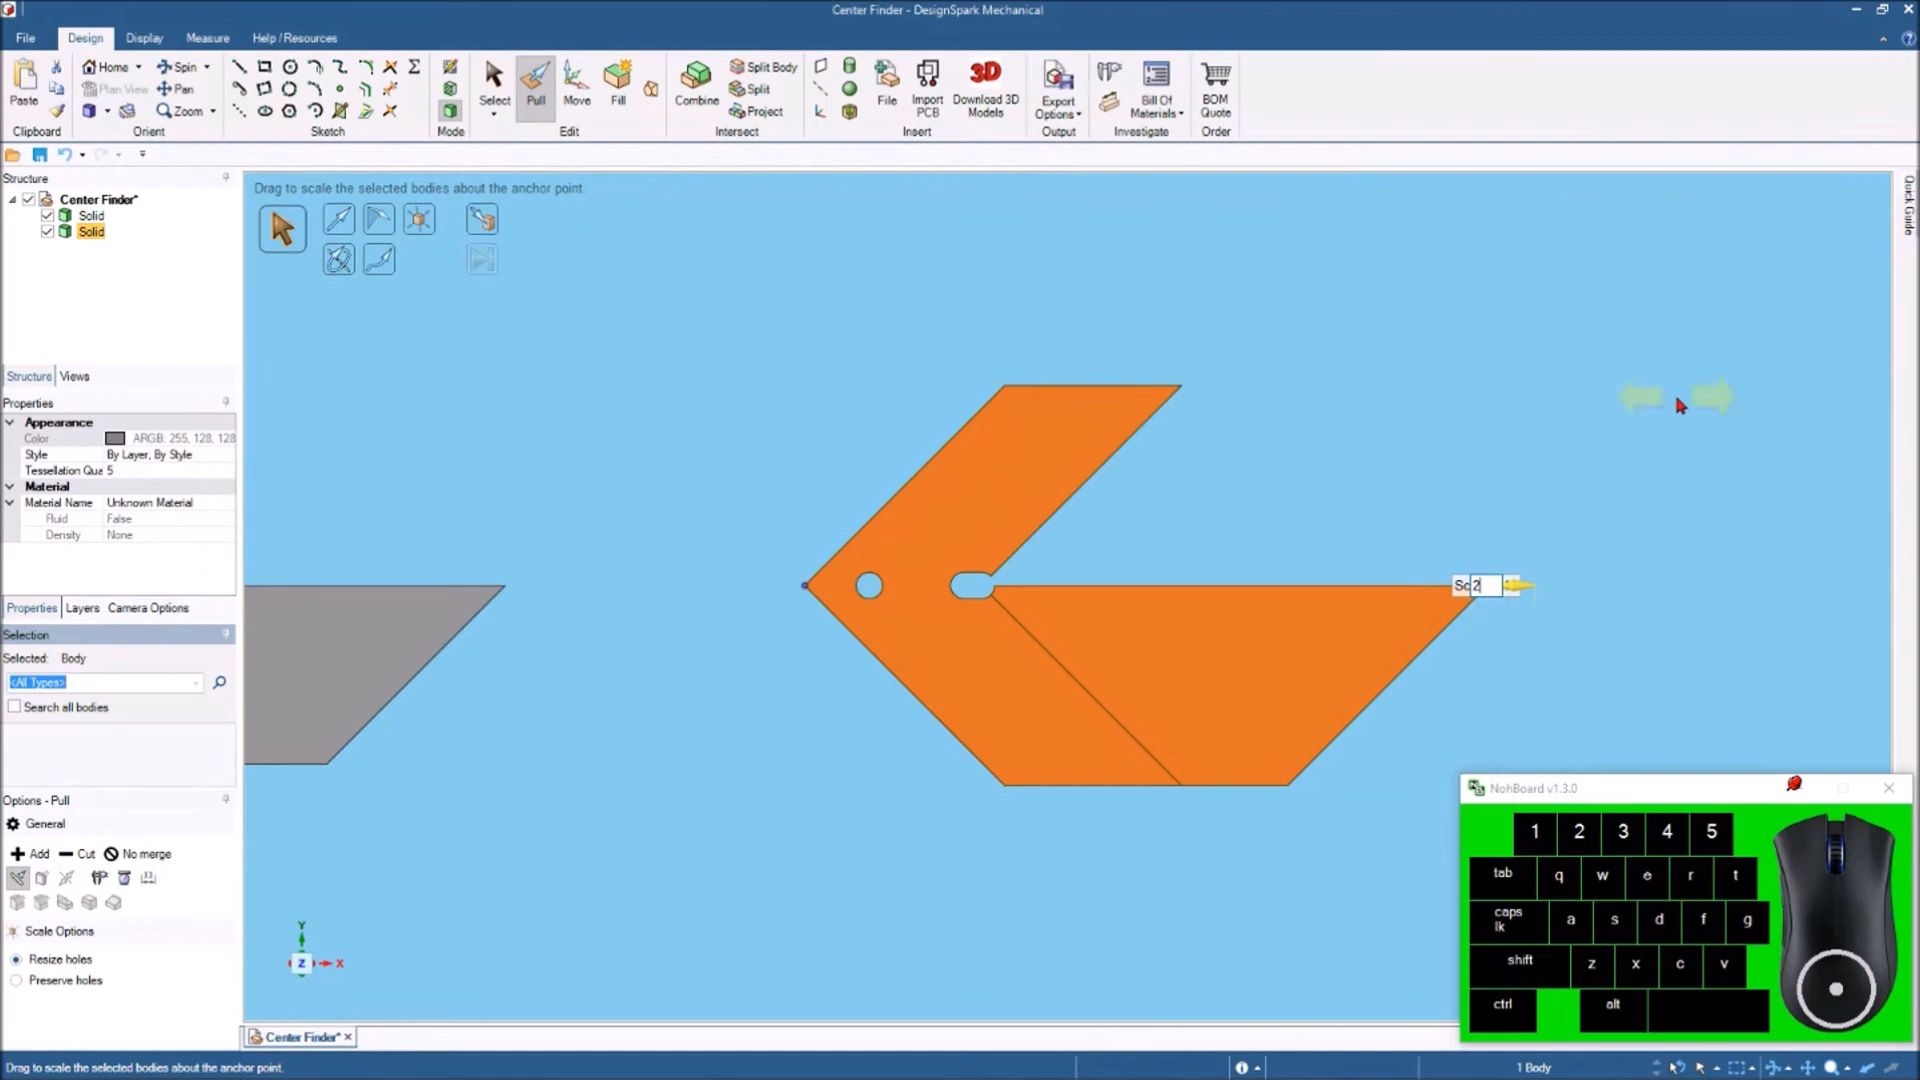 Center Finder - DesignSpark Mechanical
File Design Display Measure Help / Resources
Paste
Home Spin
Plan View Pan
Zoom
Σ
Select
Pull
Move
Fill
Combine
Split Body
Split
Project
File
Import PCB
3D
Download 3D Models
Export Options
Bill Of Materials
BOM Quote
Clipboard Orient Sketch Mode Edit Intersect Insert Output Investigate Order
Structure
Center Finder*
Solid
Solid
Structure Views
Properties
Appearance
Color ARGB: 255, 128, 128
Style By Layer, By Style
Tessellation Qua 5
Material
Material Name Unknown Material
Fluid False
Density None
Properties Layers Camera Options
Selection
Selected: Body
<All Types>
Search all bodies
Options - Pull
General
Add Cut No merge
Scale Options
Resize holes
Preserve holes
Drag to scale the selected bodies about the anchor point
Quick Guide
Sc 2
Y
Z X
NohBoard v1.3.0
1 2 3 4 5
tab q w e r t
caps lk a s d f g
shift z x c v
ctrl alt
Center Finder*
Drag to scale the selected bodies about the anchor point.
1 Body